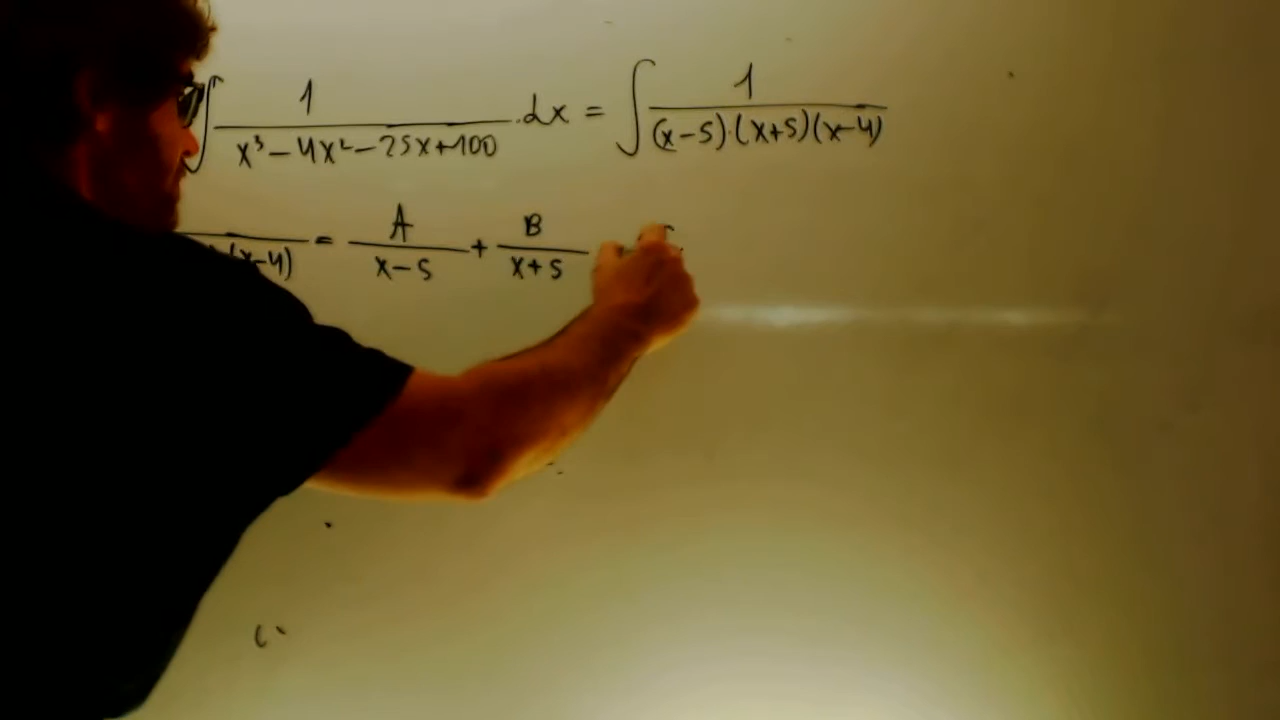 ∫ 1/(x³-4x²-25x+100) · dx = ∫ 1/((x-5)·(x+5)(x-4))
(x-4) = A/(x-5) + B/(x+5)